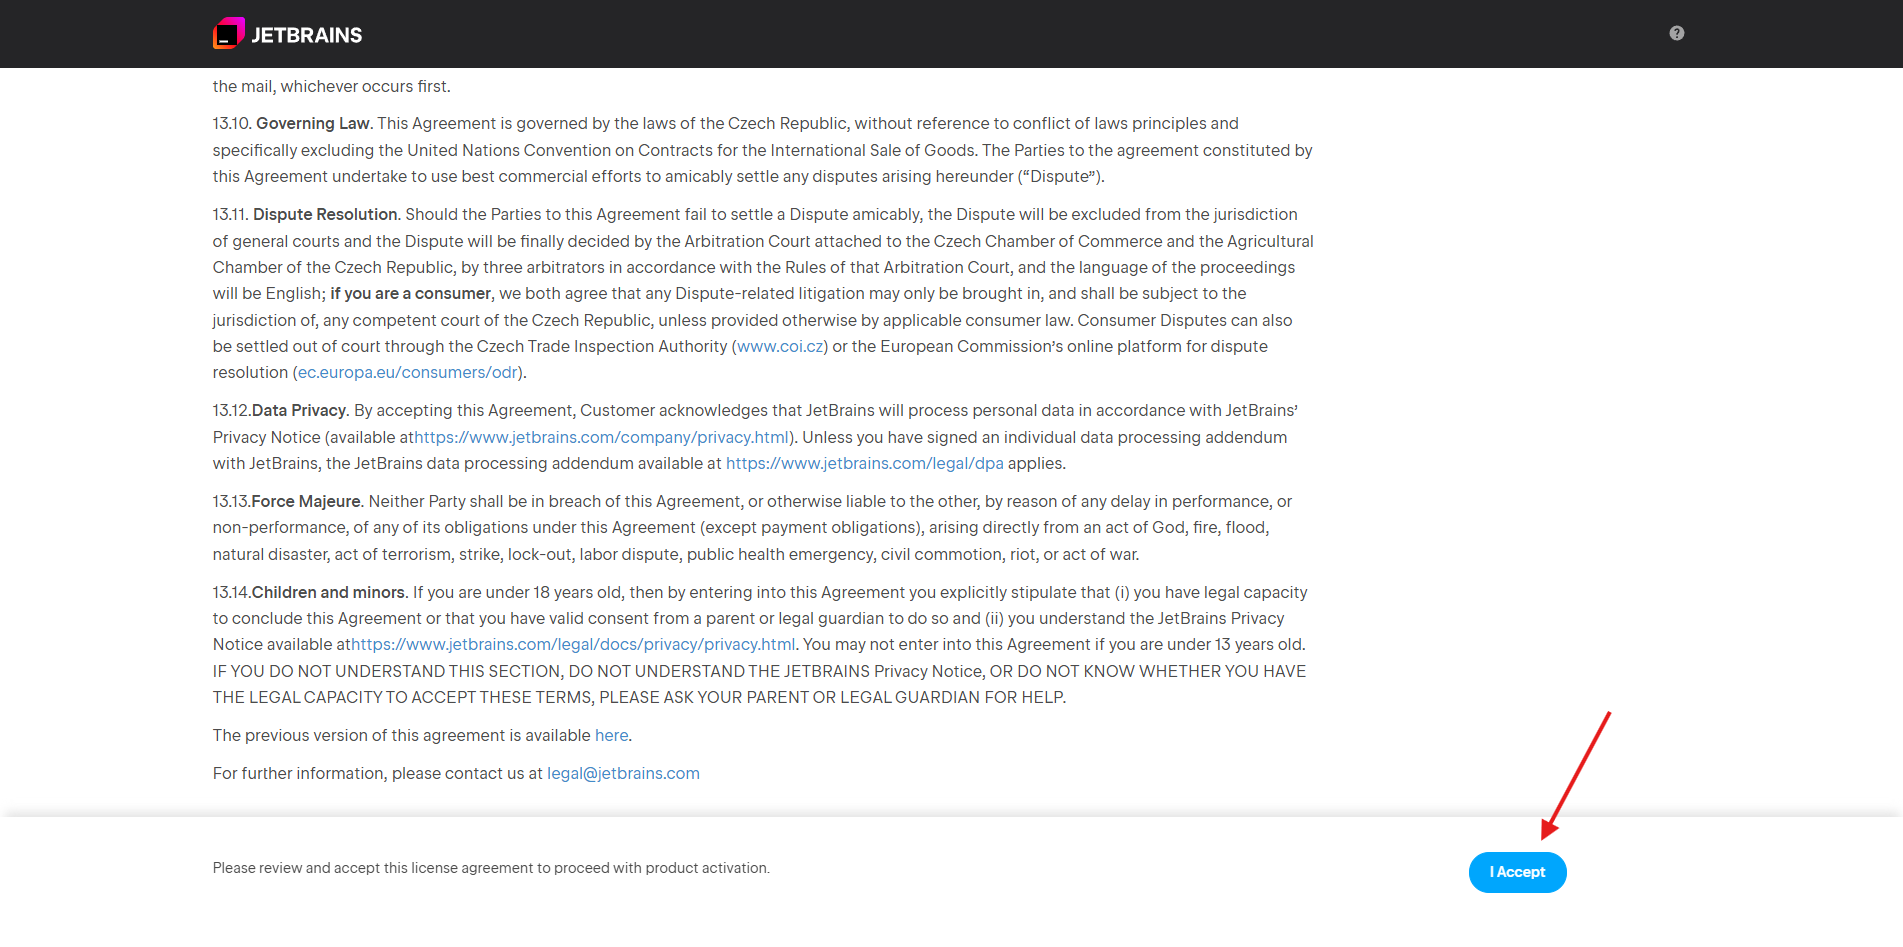 JETBRAINS
?
the mail, whichever occurs first.
13.10. Governing Law. This Agreement is governed by the laws of the Czech Republic, without reference to conflict of laws principles and
specifically excluding the United Nations Convention on Contracts for the International Sale of Goods. The Parties to the agreement constituted by
this Agreement undertake to use best commercial efforts to amicably settle any disputes arising hereunder (“Dispute”).
13.11. Dispute Resolution. Should the Parties to this Agreement fail to settle a Dispute amicably, the Dispute will be excluded from the jurisdiction
of general courts and the Dispute will be finally decided by the Arbitration Court attached to the Czech Chamber of Commerce and the Agricultural
Chamber of the Czech Republic, by three arbitrators in accordance with the Rules of that Arbitration Court, and the language of the proceedings
will be English; if you are a consumer, we both agree that any Dispute-related litigation may only be brought in, and shall be subject to the
jurisdiction of, any competent court of the Czech Republic, unless provided otherwise by applicable consumer law. Consumer Disputes can also
be settled out of court through the Czech Trade Inspection Authority (www.coi.cz) or the European Commission’s online platform for dispute
resolution (ec.europa.eu/consumers/odr).
13.12.Data Privacy. By accepting this Agreement, Customer acknowledges that JetBrains will process personal data in accordance with JetBrains’
Privacy Notice (available athttps://www.jetbrains.com/company/privacy.html). Unless you have signed an individual data processing addendum
with JetBrains, the JetBrains data processing addendum available at https://www.jetbrains.com/legal/dpa applies.
13.13.Force Majeure. Neither Party shall be in breach of this Agreement, or otherwise liable to the other, by reason of any delay in performance, or
non-performance, of any of its obligations under this Agreement (except payment obligations), arising directly from an act of God, fire, flood,
natural disaster, act of terrorism, strike, lock-out, labor dispute, public health emergency, civil commotion, riot, or act of war.
13.14.Children and minors. If you are under 18 years old, then by entering into this Agreement you explicitly stipulate that (i) you have legal capacity
to conclude this Agreement or that you have valid consent from a parent or legal guardian to do so and (ii) you understand the JetBrains Privacy
Notice available athttps://www.jetbrains.com/legal/docs/privacy/privacy.html. You may not enter into this Agreement if you are under 13 years old.
IF YOU DO NOT UNDERSTAND THIS SECTION, DO NOT UNDERSTAND THE JETBRAINS Privacy Notice, OR DO NOT KNOW WHETHER YOU HAVE
THE LEGAL CAPACITY TO ACCEPT THESE TERMS, PLEASE ASK YOUR PARENT OR LEGAL GUARDIAN FOR HELP.
The previous version of this agreement is available here.
For further information, please contact us at legal@jetbrains.com
Please review and accept this license agreement to proceed with product activation.
I Accept